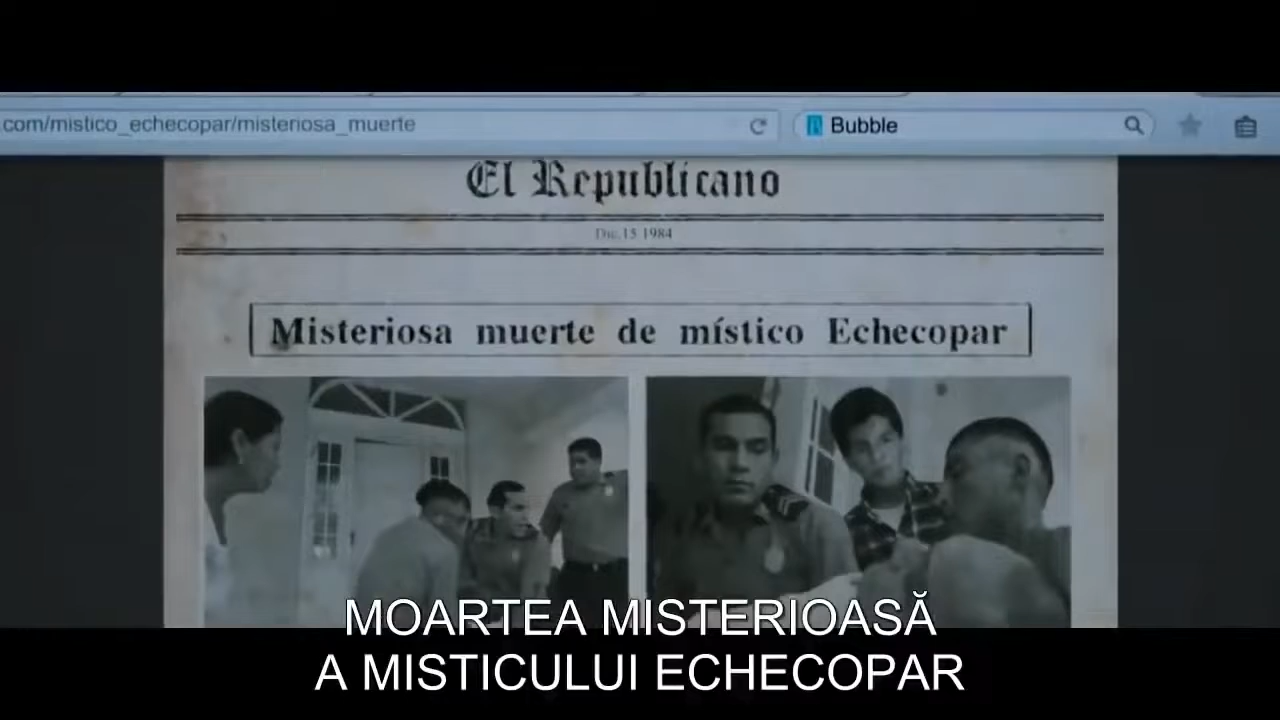 com/mistico_echecopar/misteriosa_muerte
Bubble
El Republicano
Dic.15 1984
Misteriosa muerte de místico Echecopar
MOARTEA MISTERIOASĂ
A MISTICULUI ECHECOPAR